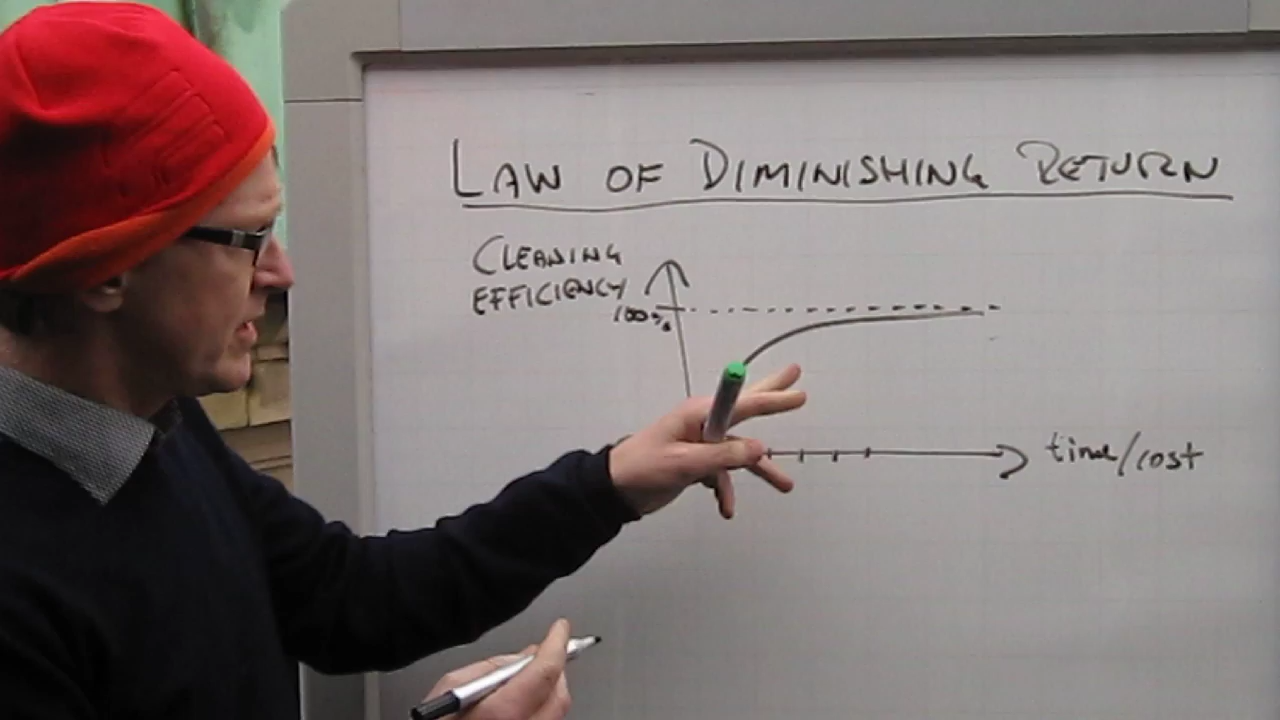 LAW OF DIMINISHING RETURN
CLEANING
EFFICIENCY
100%
time/cost